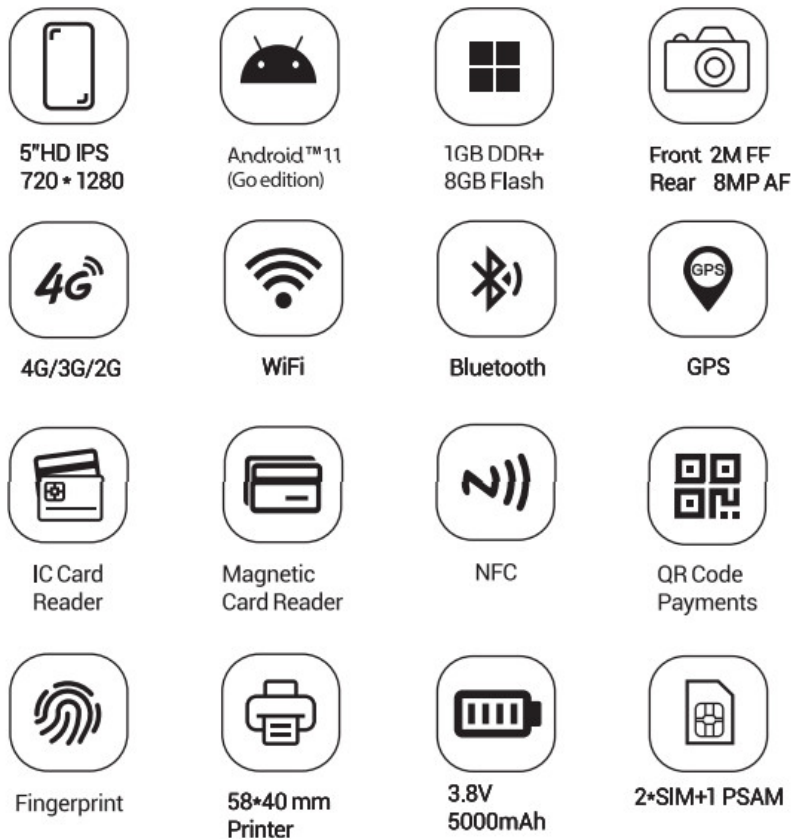 5"HD IPS
720*1280
Android™11
(Go edition)
1GB DDR+
8GB Flash
Front 2M FF
Rear 8MP AF
4G
4G/3G/2G
WiFi
Bluetooth
GPS
GPS
IC Card
Reader
Magnetic
Card Reader
NFC
QR Code
Payments
Fingerprint
58*40 mm
Printer
3.8V
5000mAh
2*SIM+1 PSAM